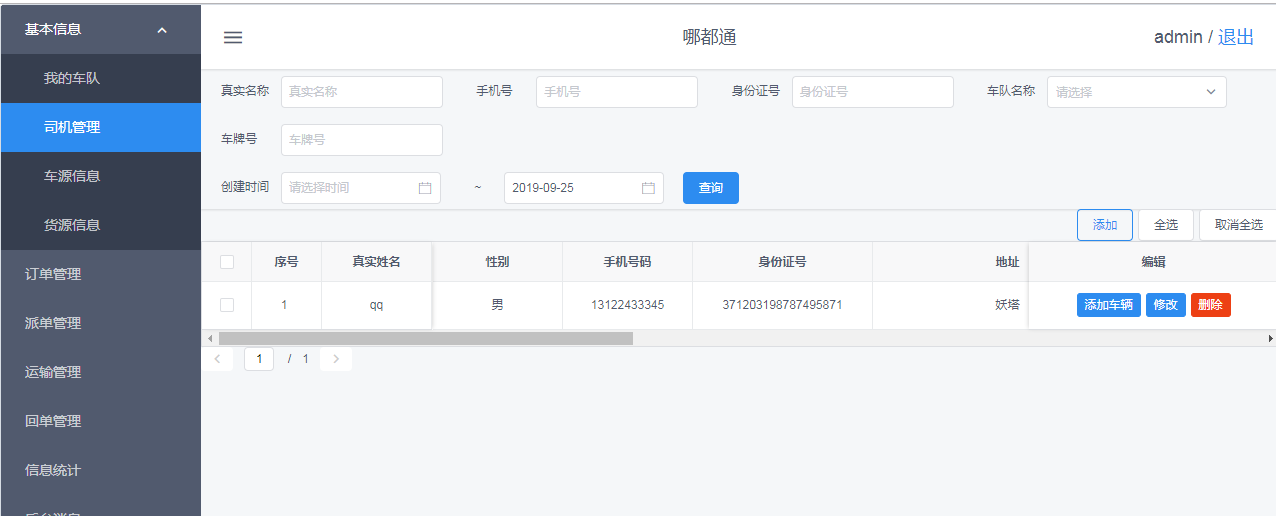 基本信息
我的车队
司机管理
车源信息
货源信息
订单管理
派单管理
运输管理
回单管理
信息统计
哪都通
admin / 退出
真实名称 真实名称 手机号 手机号 身份证号 身份证号 车队名称 请选择
车牌号 车牌号
创建时间 请选择时间 ~ 2019-09-25 查询
添加 全选 取消全选
序号 真实姓名 性别 手机号码 身份证号 地址 编辑
1 qq 男 13122433345 371203198787495871 妖塔 添加车辆 修改 删除
1 / 1